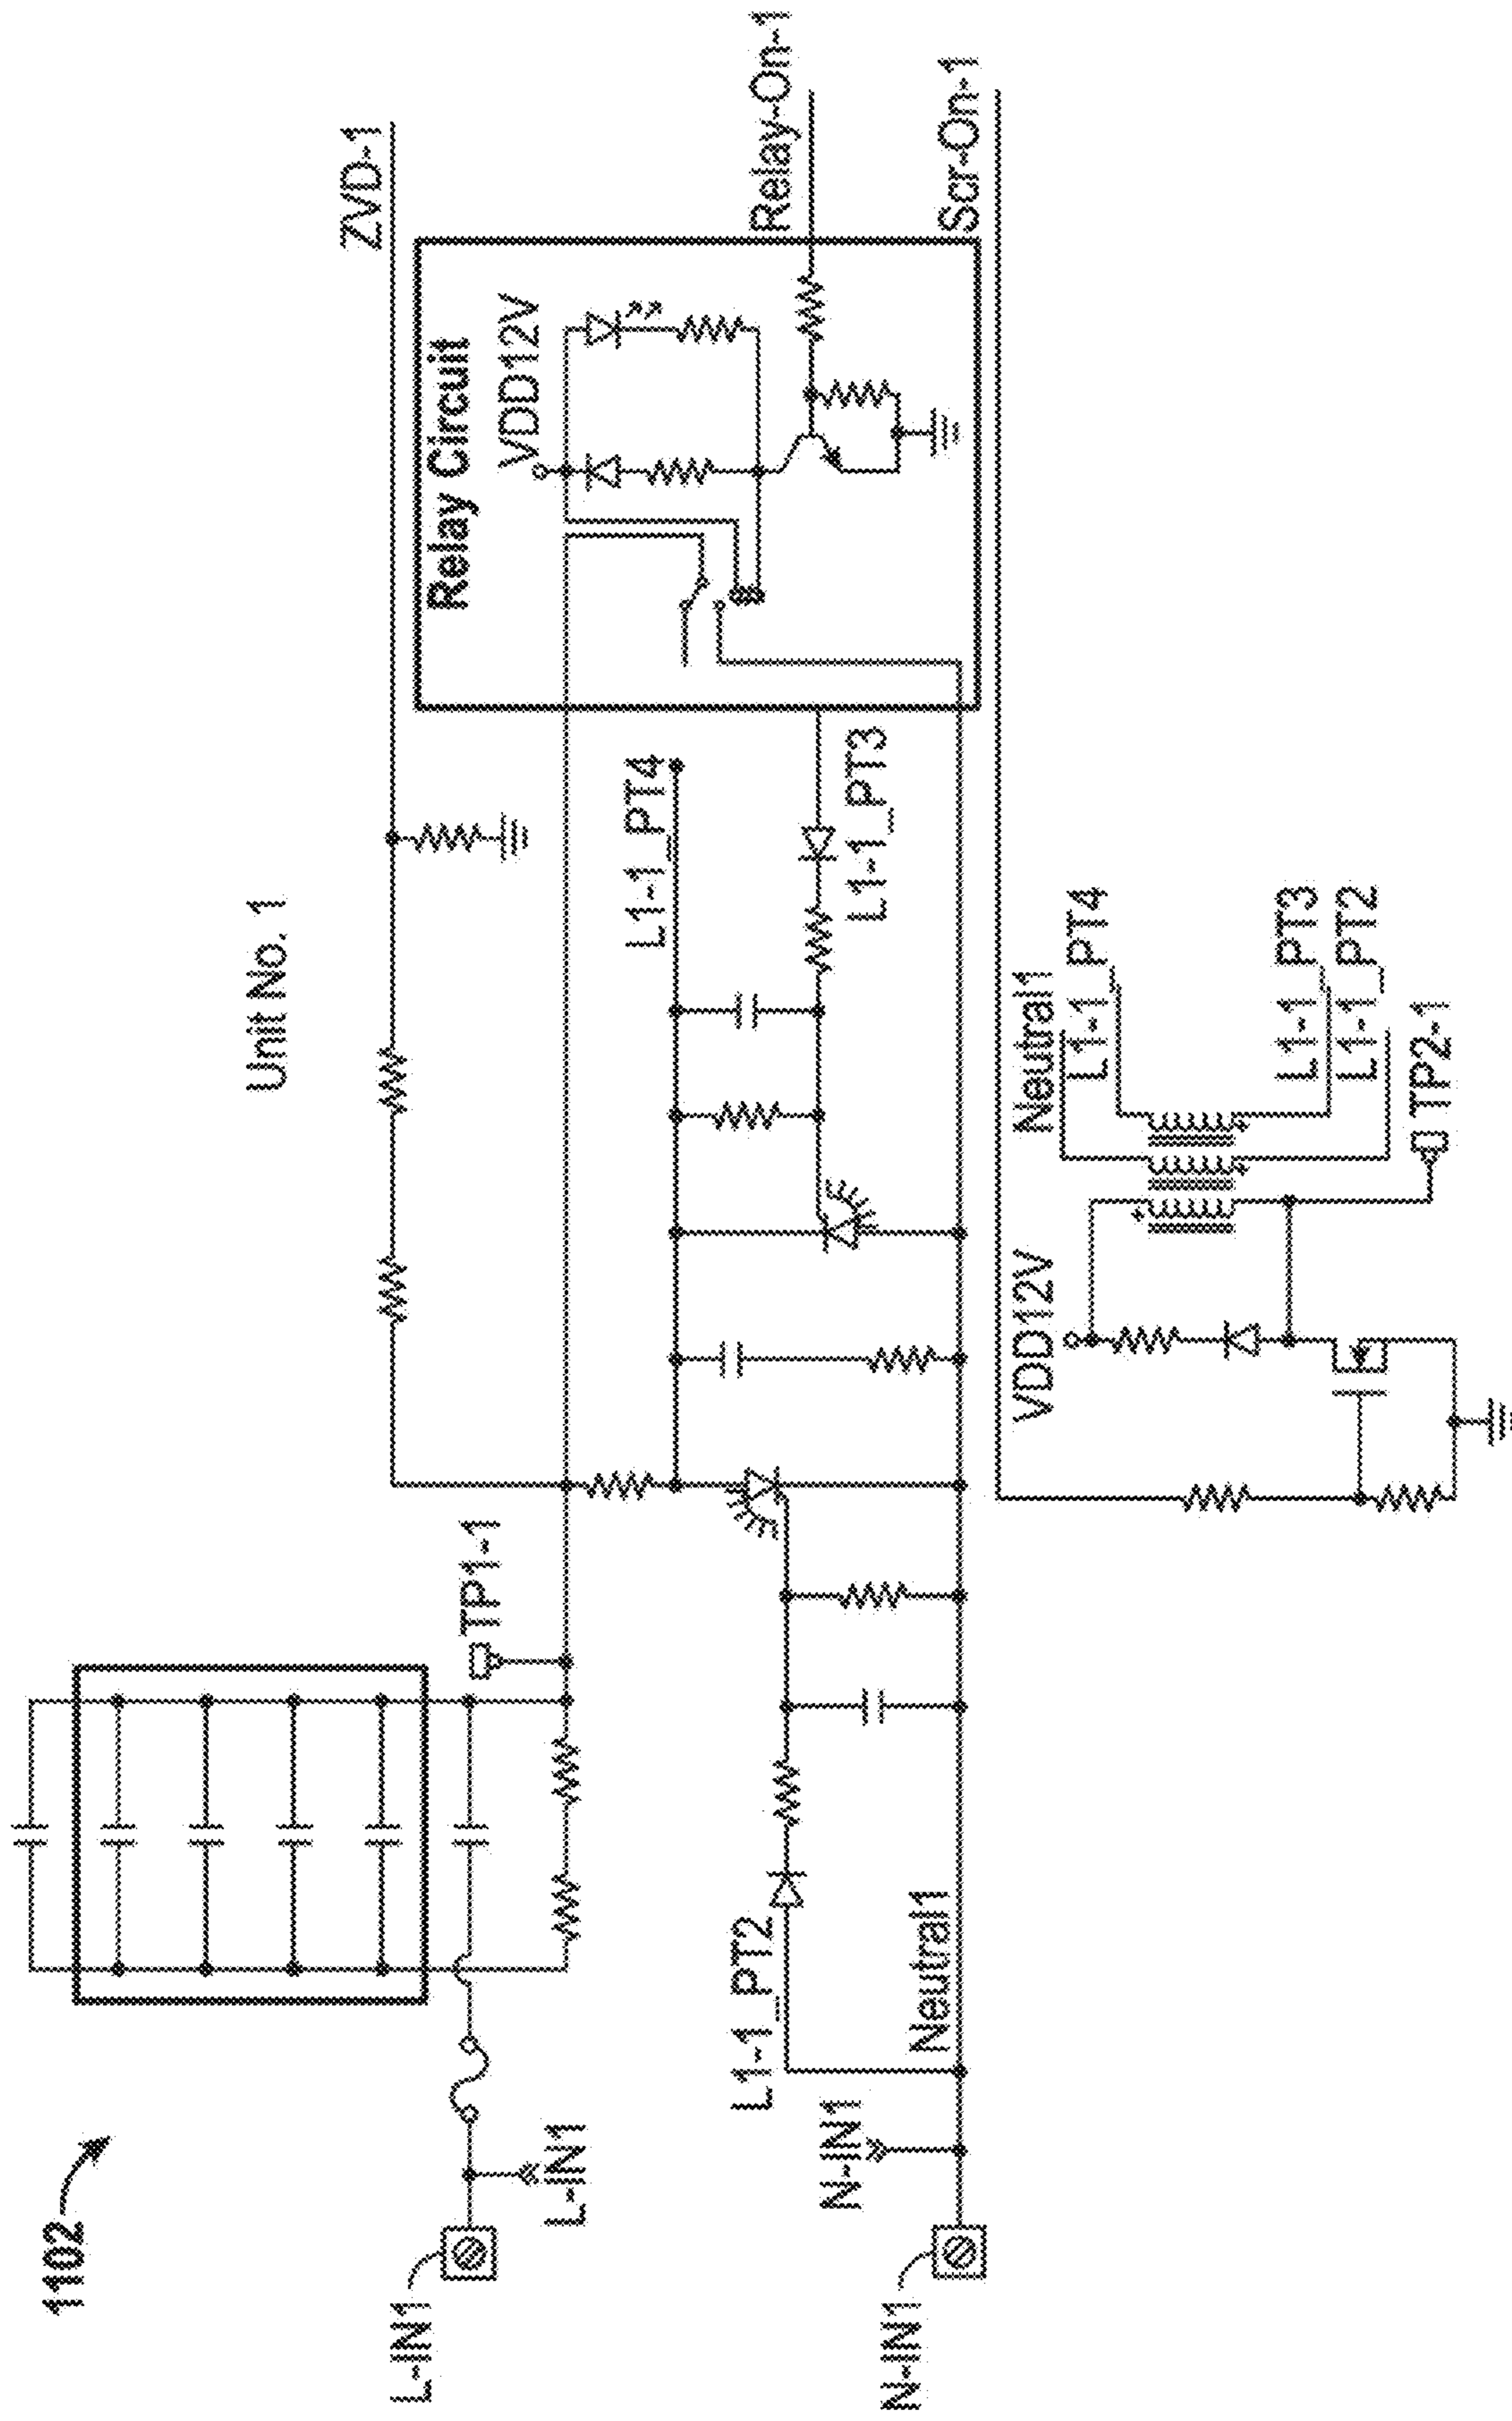 1102
Unit No. 1
ZVD-1
TP1-1
Relay Circuit
VDD12V
Relay-On-1
Scr-On-1
L-IN1
L-IN1
L1-1_PT4
L1-1_PT3
L1-1_PT2
N-IN1
N-IN1
Neutral1
VDD12V
Neutral1
L1-1_PT4
L1-1_PT3
L1-1_PT2
TP2-1